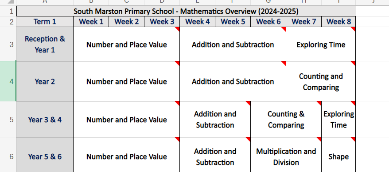 South Marston Primary School - Mathematics Overview (2024-2025)
2 Term 1 Week 1 Week 2 Week 3 Week 4 Week 5 Week 6 Week 7 Week 8
Reception &
3 Number and Place Value Addition and Subtraction Exploring Time
Year 1
4 Year 2 Number and Place Value Addition and Subtraction Counting and
Comparing
5 Year 3 & 4 Number and Place Value Addition and Counting & Exploring
Subtraction Comparing Time
6 Year 5 & 6 Number and Place Value Addition and Multiplication and Shape
Subtraction Division